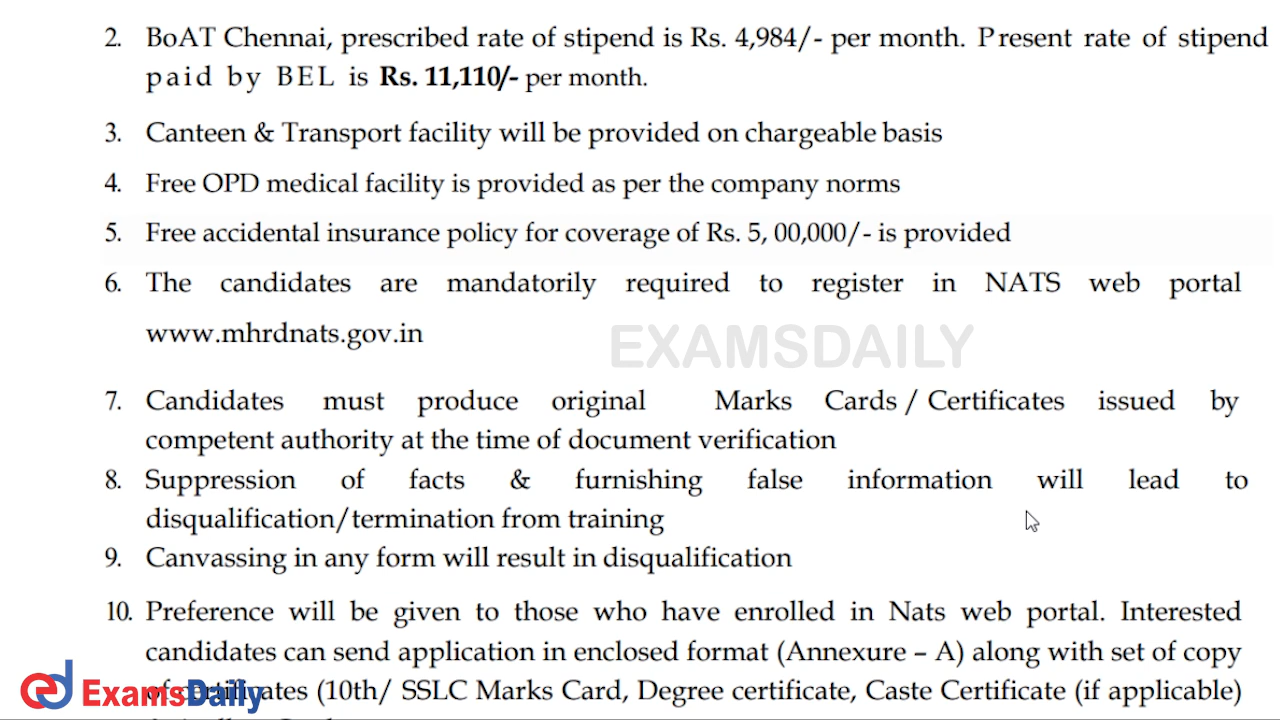 2. BoAT Chennai, prescribed rate of stipend is Rs. 4,984/- per month. Present rate of stipend
paid by BEL is Rs. 11,110/- per month.
3. Canteen & Transport facility will be provided on chargeable basis
4. Free OPD medical facility is provided as per the company norms
5. Free accidental insurance policy for coverage of Rs. 5, 00,000/- is provided
6. The candidates are mandatorily required to register in NATS web portal
www.mhrdnats.gov.in
EXAMSDAILY
7. Candidates must produce original Marks Cards / Certificates issued by
competent authority at the time of document verification
8. Suppression of facts & furnishing false information will lead to
disqualification/termination from training
9. Canvassing in any form will result in disqualification
10. Preference will be given to those who have enrolled in Nats web portal. Interested
candidates can send application in enclosed format (Annexure – A) along with set of copy
of certificates (10th/ SSLC Marks Card, Degree certificate, Caste Certificate (if applicable)
ed ExamsDaily